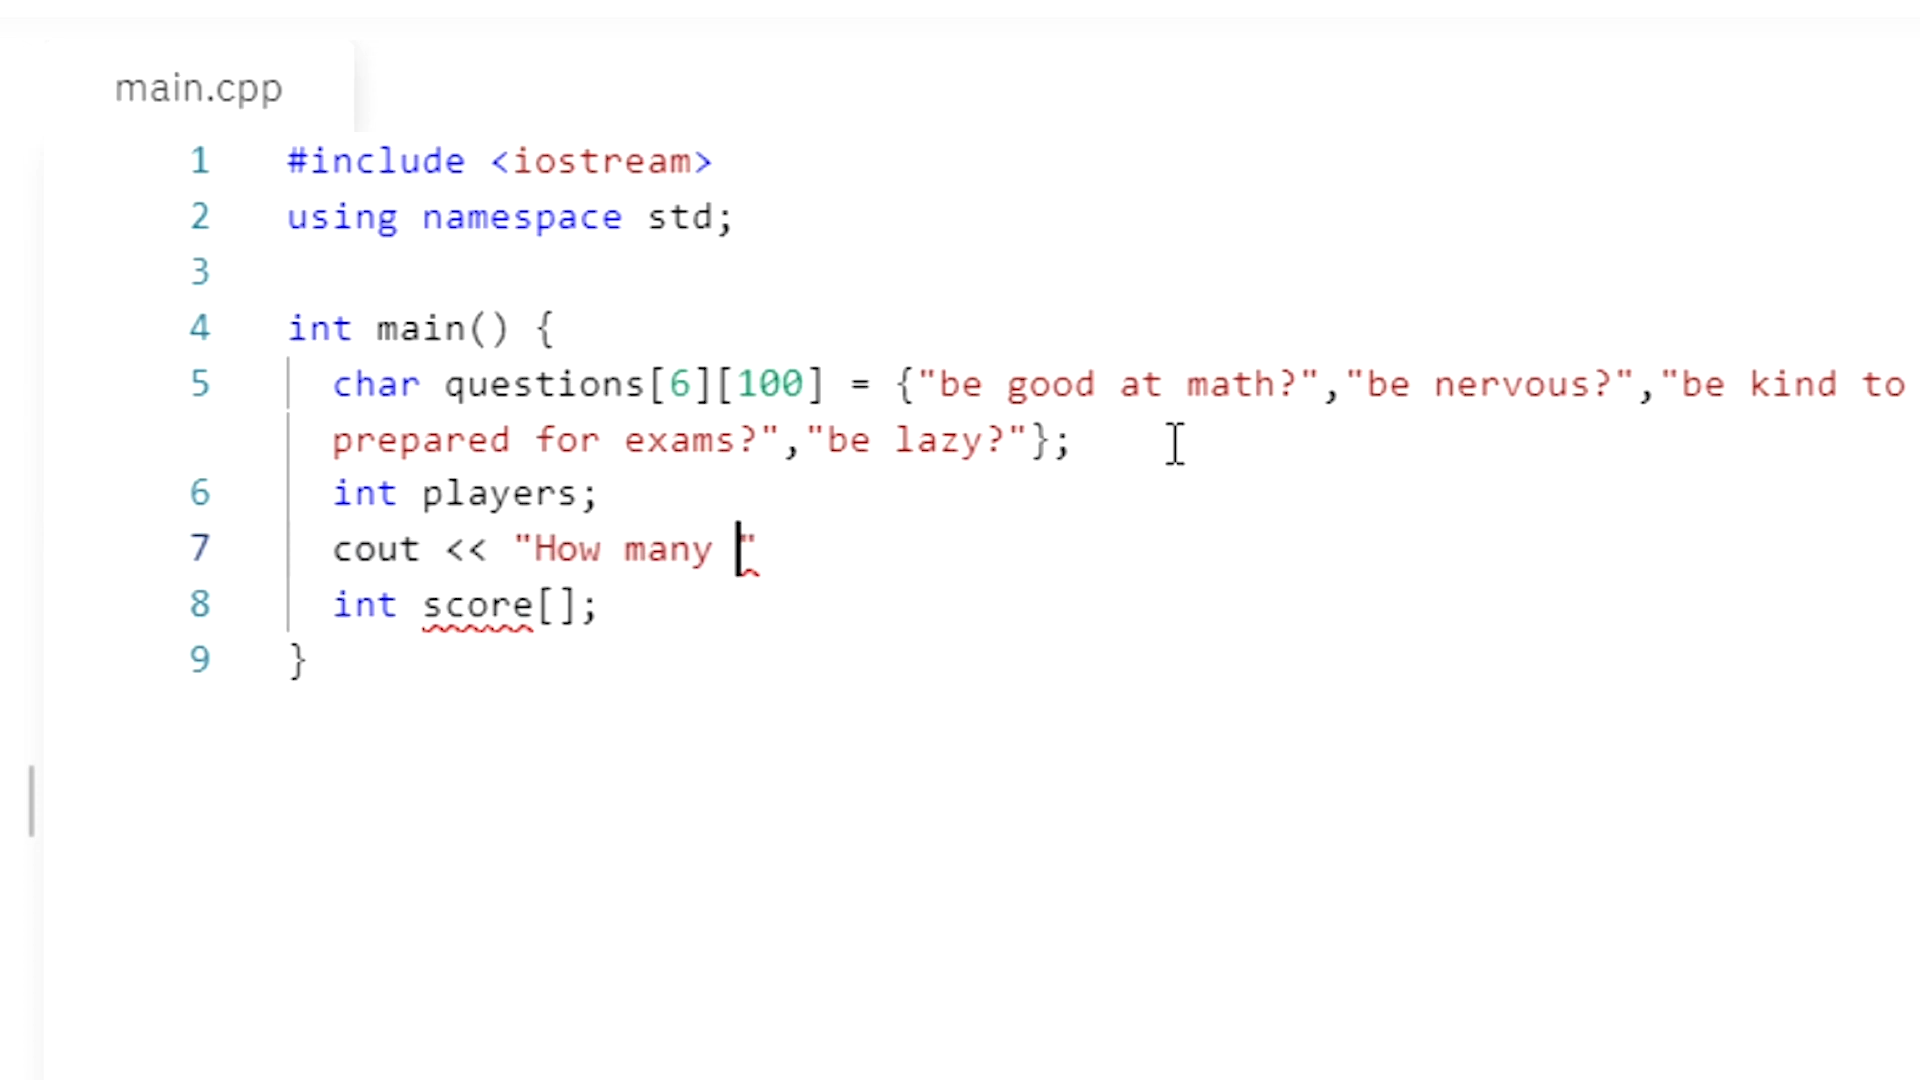 main.cpp
1 #include <iostream>
2 using namespace std;
3
4 int main() {
5 char questions[6][100] = {"be good at math?","be nervous?","be kind to
prepared for exams?","be lazy?"};
6 int players;
7 cout << "How many "
8 int score[];
9 }